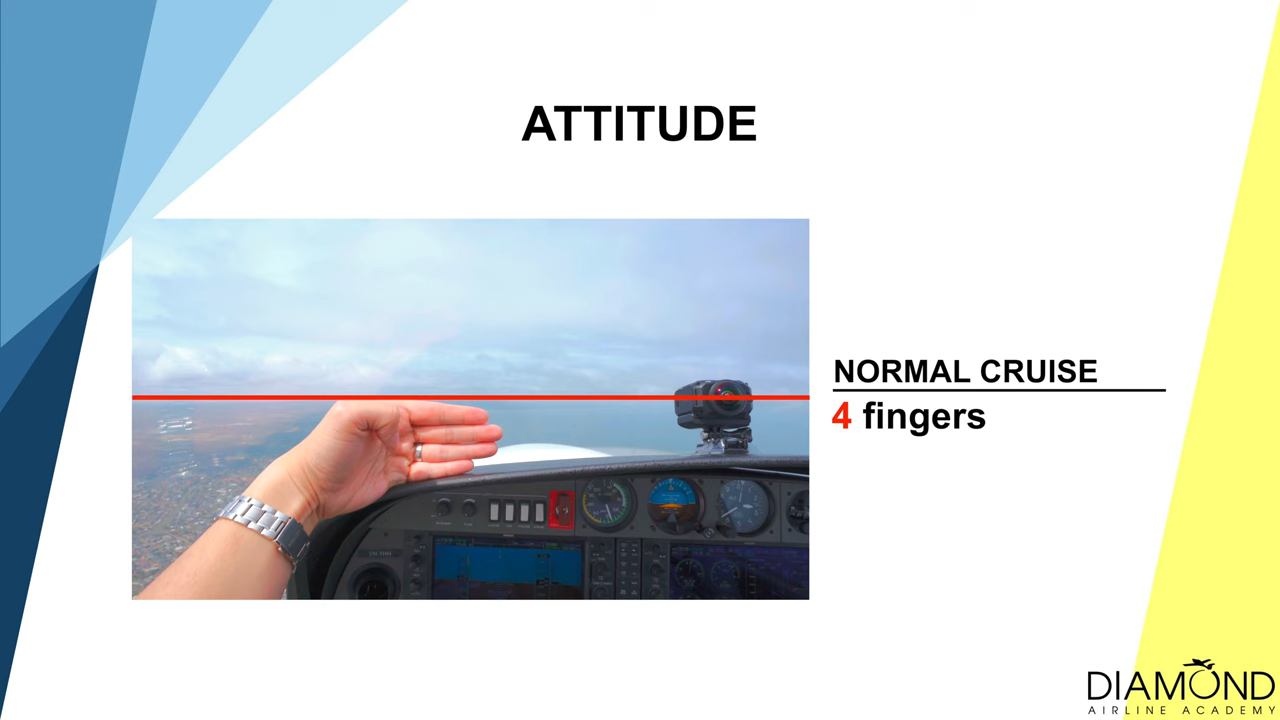 ATTITUDE
NORMAL CRUISE
4 fingers
DIAMOND
AIRLINE ACADEMY